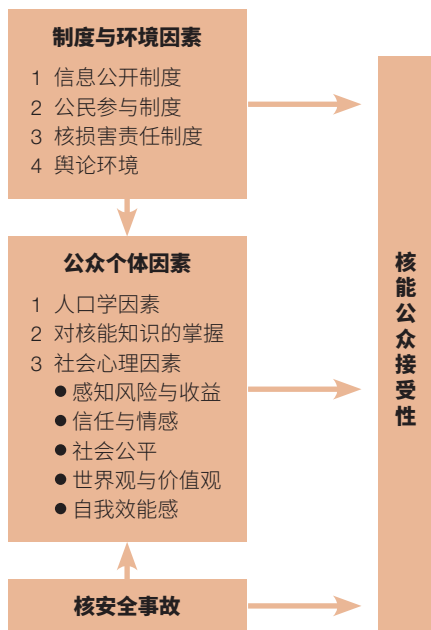 制度与环境因素
1 信息公开制度
2 公民参与制度
3 核损害责任制度
4 舆论环境
公众个体因素
1 人口学因素
2 对核能知识的掌握
3 社会心理因素
● 感知风险与收益
● 信任与情感
● 社会公平
● 世界观与价值观
● 自我效能感
核安全事故
核能公众接受性